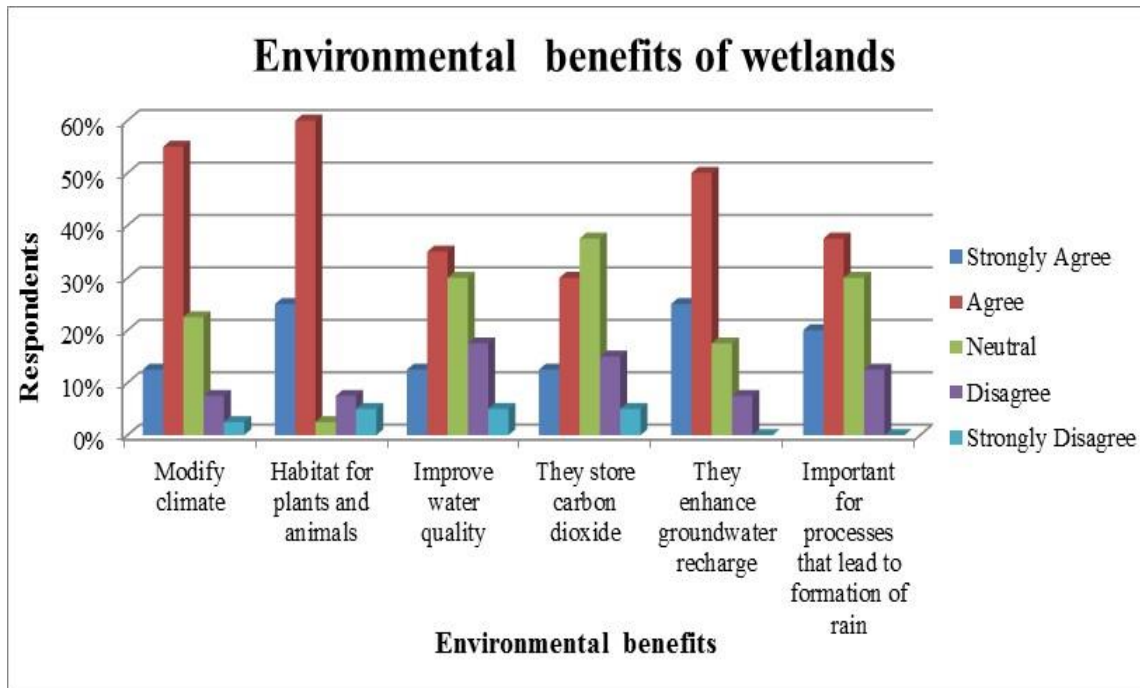 Environmental benefits of wetlands
60%
50%
40%
30%
20%
10%
0%
Respondents
Modify
climate
Habitat for
plants and
animals
Improve
water
quality
They store
carbon
dioxide
They
enhance
groundwater
recharge
Important
for
processes
that lead to
formation of
rain
Environmental benefits
Strongly Agree
Agree
Neutral
Disagree
Strongly Disagree